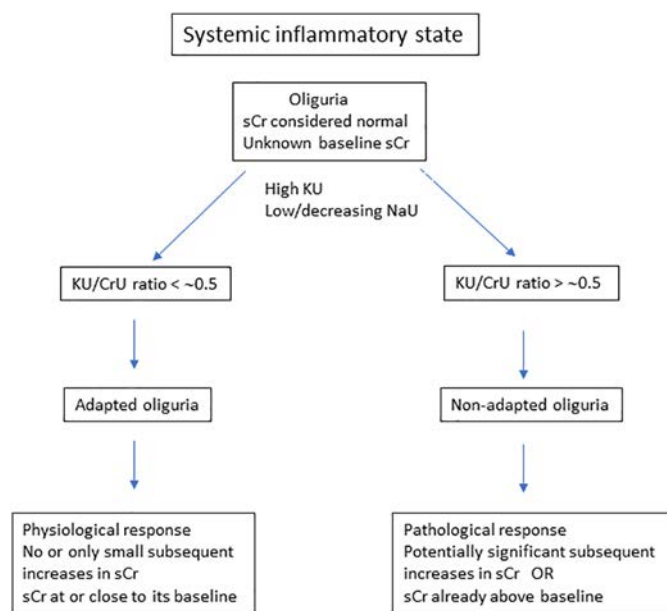 Systemic inflammatory state
Oliguria
sCr considered normal
Unknown baseline sCr
High KU
Low/decreasing NaU
KU/CrU ratio < ~0.5
KU/CrU ratio > ~0.5
Adapted oliguria
Non-adapted oliguria
Physiological response
No or only small subsequent
increases in sCr
sCr at or close to its baseline
Pathological response
Potentially significant subsequent
increases in sCr OR
sCr already above baseline